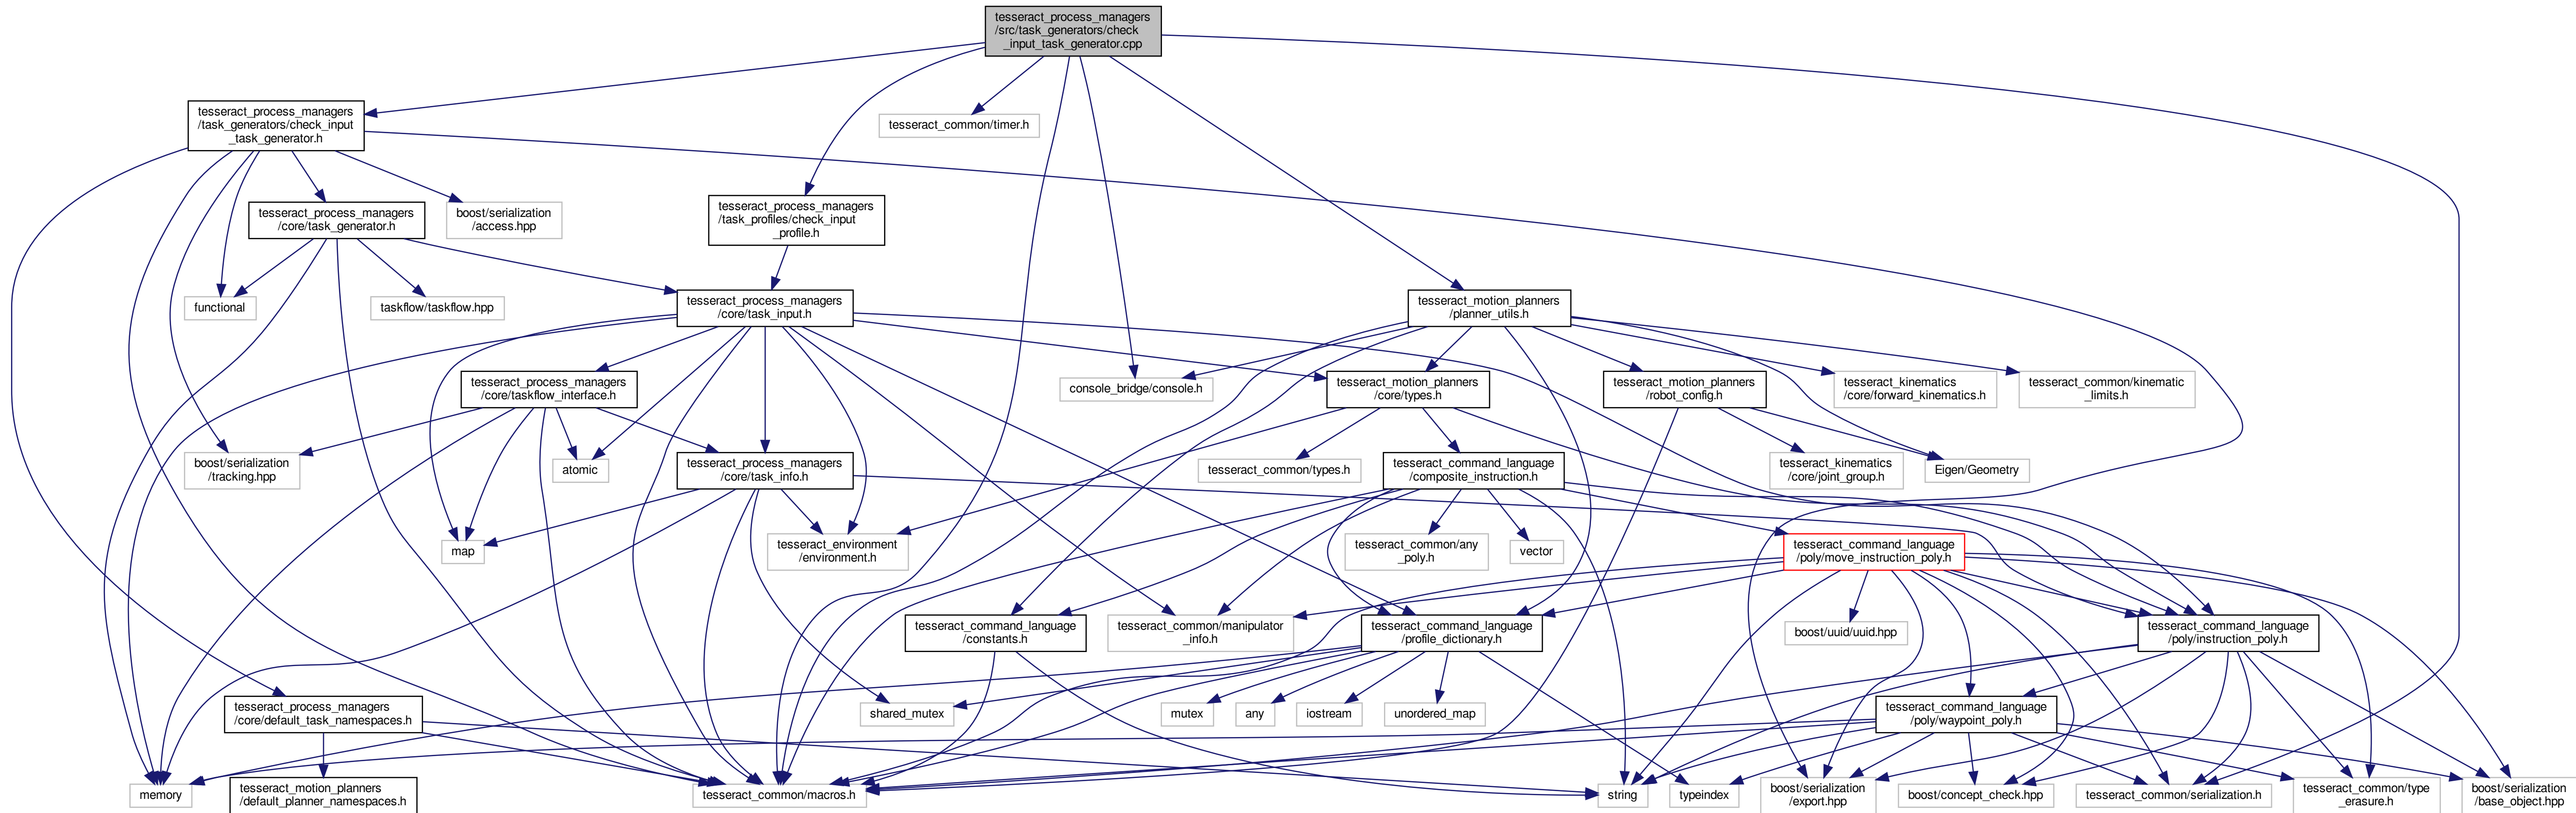 tesseract_process_managers
/src/task_generators/check
_input_task_generator.cpp
tesseract_process_managers
/task_generators/check_input
_task_generator.h
tesseract_common/timer.h
tesseract_process_managers
/core/task_generator.h
boost/serialization
/access.hpp
tesseract_process_managers
/task_profiles/check_input
_profile.h
functional
taskflow/taskflow.hpp
tesseract_process_managers
/core/task_input.h
tesseract_motion_planners
/planner_utils.h
tesseract_process_managers
/core/taskflow_interface.h
console_bridge/console.h
tesseract_motion_planners
/core/types.h
tesseract_motion_planners
/robot_config.h
tesseract_kinematics
/core/forward_kinematics.h
tesseract_common/kinematic
_limits.h
boost/serialization
/tracking.hpp
atomic
tesseract_process_managers
/core/task_info.h
tesseract_common/types.h
tesseract_command_language
/composite_instruction.h
tesseract_kinematics
/core/joint_group.h
Eigen/Geometry
map
tesseract_environment
/environment.h
tesseract_common/any
_poly.h
vector
tesseract_command_language
/poly/move_instruction_poly.h
tesseract_command_language
/constants.h
tesseract_common/manipulator
_info.h
tesseract_command_language
/profile_dictionary.h
boost/uuid/uuid.hpp
tesseract_command_language
/poly/instruction_poly.h
tesseract_process_managers
/core/default_task_namespaces.h
shared_mutex
mutex
any
iostream
unordered_map
tesseract_command_language
/poly/waypoint_poly.h
memory
tesseract_motion_planners
/default_planner_namespaces.h
tesseract_common/macros.h
string
typeindex
boost/serialization
/export.hpp
boost/concept_check.hpp
tesseract_common/serialization.h
tesseract_common/type
_erasure.h
boost/serialization
/base_object.hpp